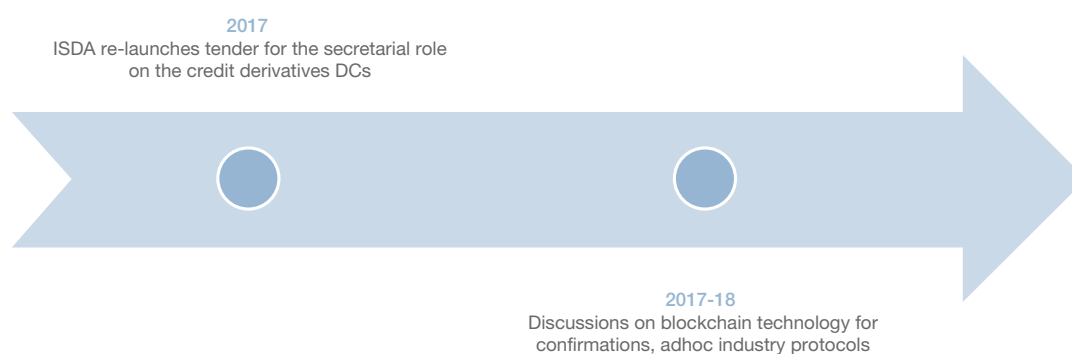 2017
ISDA re-launches tender for the secretarial role
on the credit derivatives DCs
2017-18
Discussions on blockchain technology for
confirmations, adhoc industry protocols